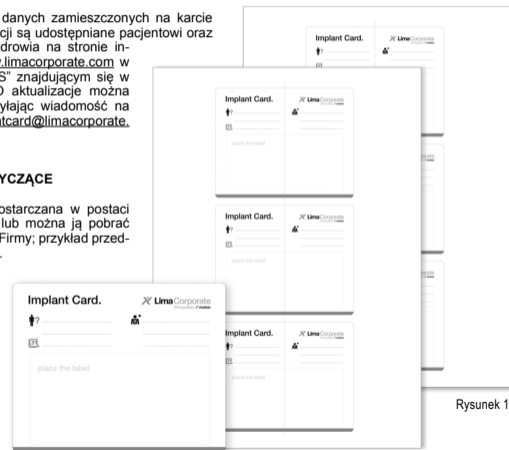 danych zamieszczonych na karcie
cji są udostępniane pacjentowi oraz
drowia na stronie in-
w.limacorporate.com w
S" znajdującym się w
O aktualizacje można
yłając wiadomość na
ntcard@limacorporate.
YCZĄCE
ostarczana w postaci
lub można ją pobrać
Firmy; przykład przed-
Implant Card.
LimaCorporate
Implant Card.
LimaCorporate
place the label
Implant Card.
LimaCorporate
place the label
Implant Card.
LimaCorporate
place the label
Implant Card.
LimaCorporate
?
31
place the label
Rysunek 1